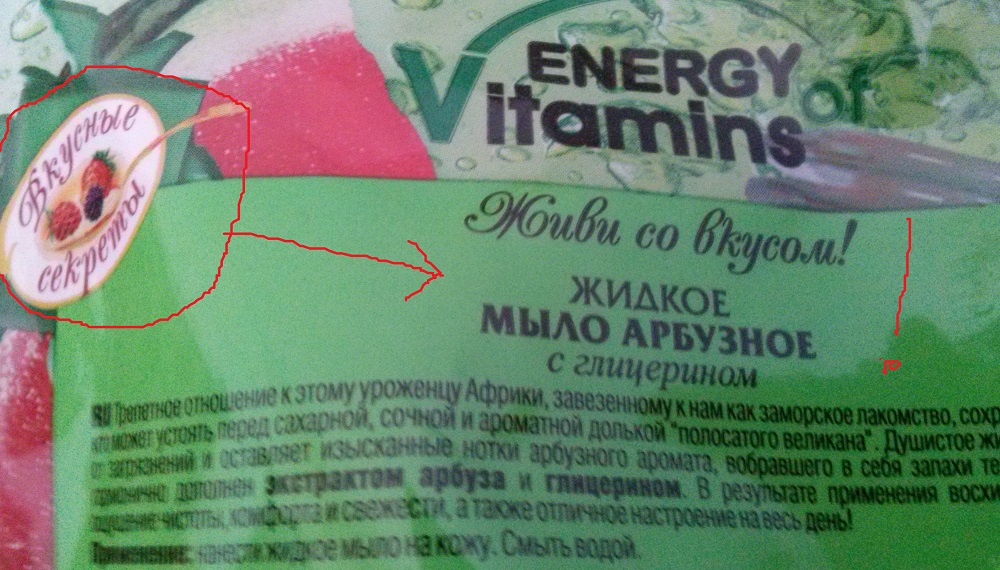 Вкусные
секреты
ENERGY
Vitamins of
Живи со вкусом!
ЖИДКОЕ
МЫЛО АРБУЗНОЕ
с глицерином
RU Трепетное отношение к этому уроженцу Африки, завезенному к нам как заморское лакомство, сохр
кто может устоять перед сахарной, сочной и ароматной долькой "полосатого великана". Душистое жи
от загрязнений и оставляет изысканные нотки арбузного аромата, вобравшего в себя запахи те
гармонично дополнен экстрактом арбуза и глицерином. В результате применения восхи
ощущение чистоты, комфорта и свежести, а также отличное настроение на весь день!
Применение: нанести жидкое мыло на кожу. Смыть водой.